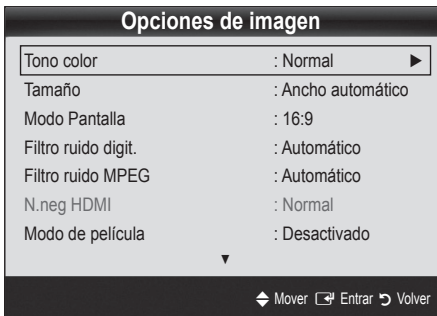 Opciones de imagen
Tono color : Normal ►
Tamaño : Ancho automático
Modo Pantalla : 16:9
Filtro ruido digit. : Automático
Filtro ruido MPEG : Automático
N.neg HDMI : Normal
Modo de película : Desactivado
▼
Mover Entrar Volver